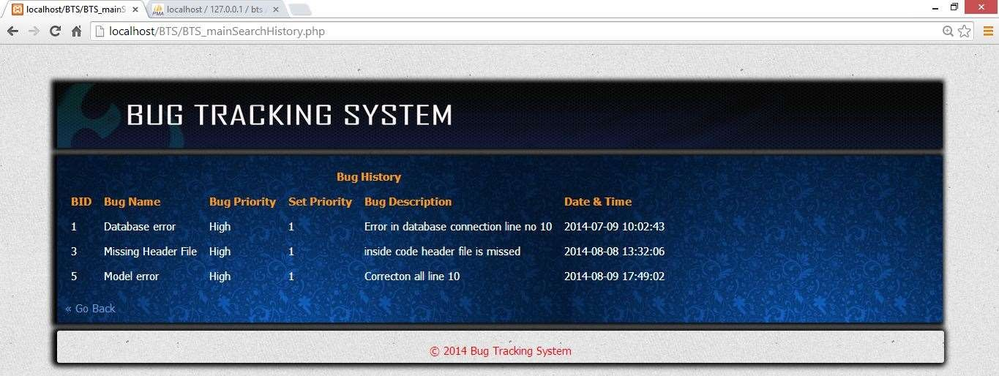 localhost/BTS/BTS_mainS
localhost / 127.0.0.1 / bts
localhost/BTS/BTS_mainSearchHistory.php
BUG TRACKING SYSTEM
Bug History
BID Bug Name Bug Priority Set Priority Bug Description Date & Time
1 Database error High 1 Error in database connection line no 10 2014-07-09 10:02:43
3 Missing Header File High 1 inside code header file is missed 2014-08-08 13:32:06
5 Model error High 1 Correcton all line 10 2014-08-09 17:49:02
« Go Back
© 2014 Bug Tracking System